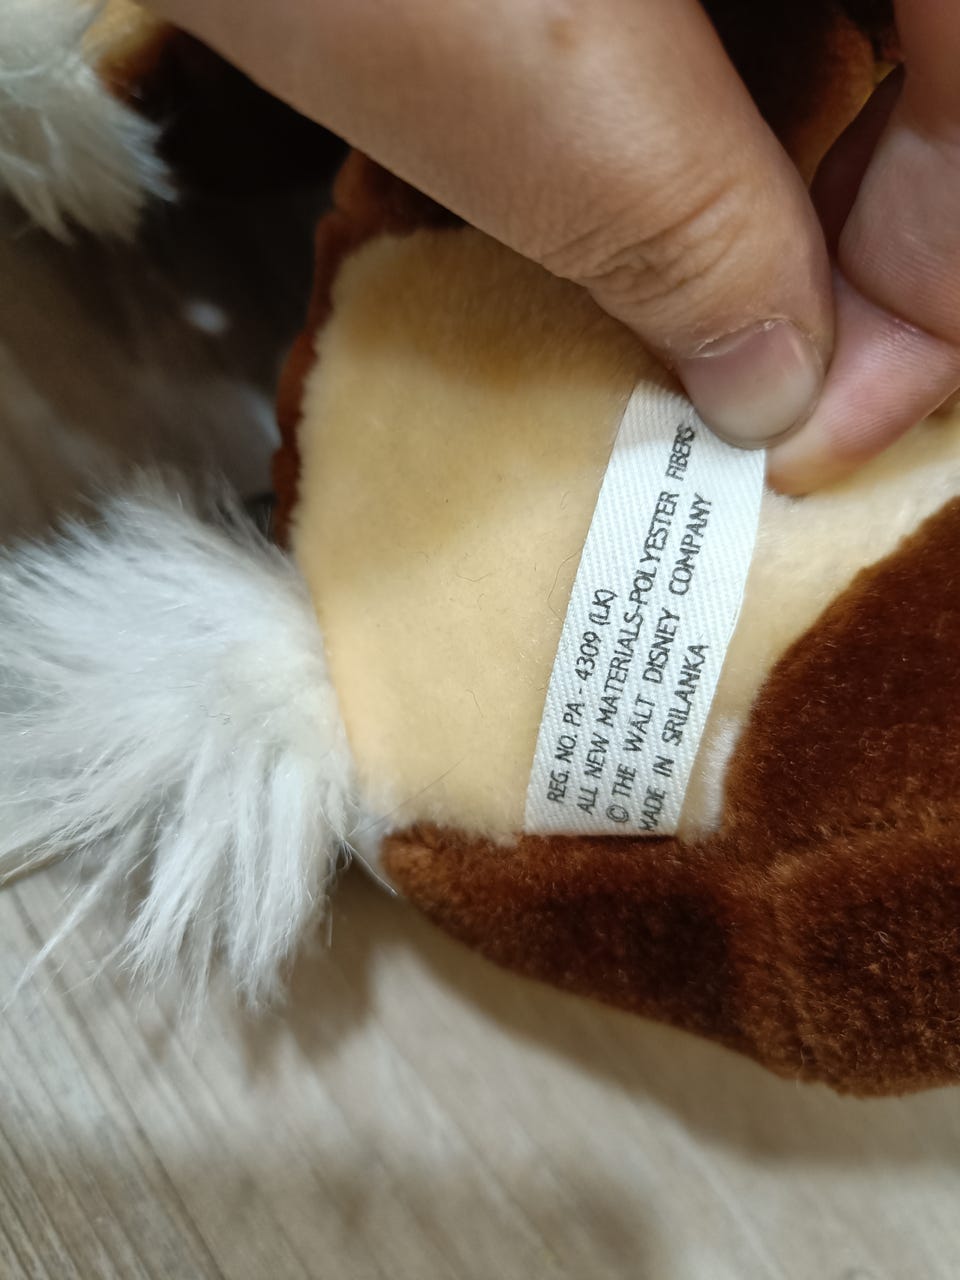 REG. NO. PA - 4309 (LK)
ALL NEW MATERIALS-POLYESTER FIBERS
© THE WALT DISNEY COMPANY
MADE IN SRILANKA